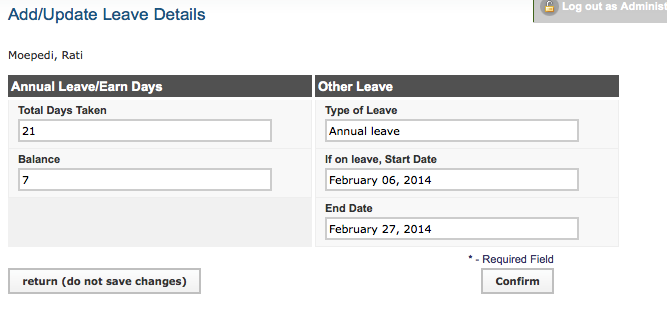 Add/Update Leave Details
Log out as Administ
Moepedi, Rati
Annual Leave/Earn Days
Other Leave
Total Days Taken
Type of Leave
21
Annual leave
Balance
If on leave, Start Date
7
February 06, 2014
End Date
February 27, 2014
* - Required Field
return (do not save changes)
Confirm